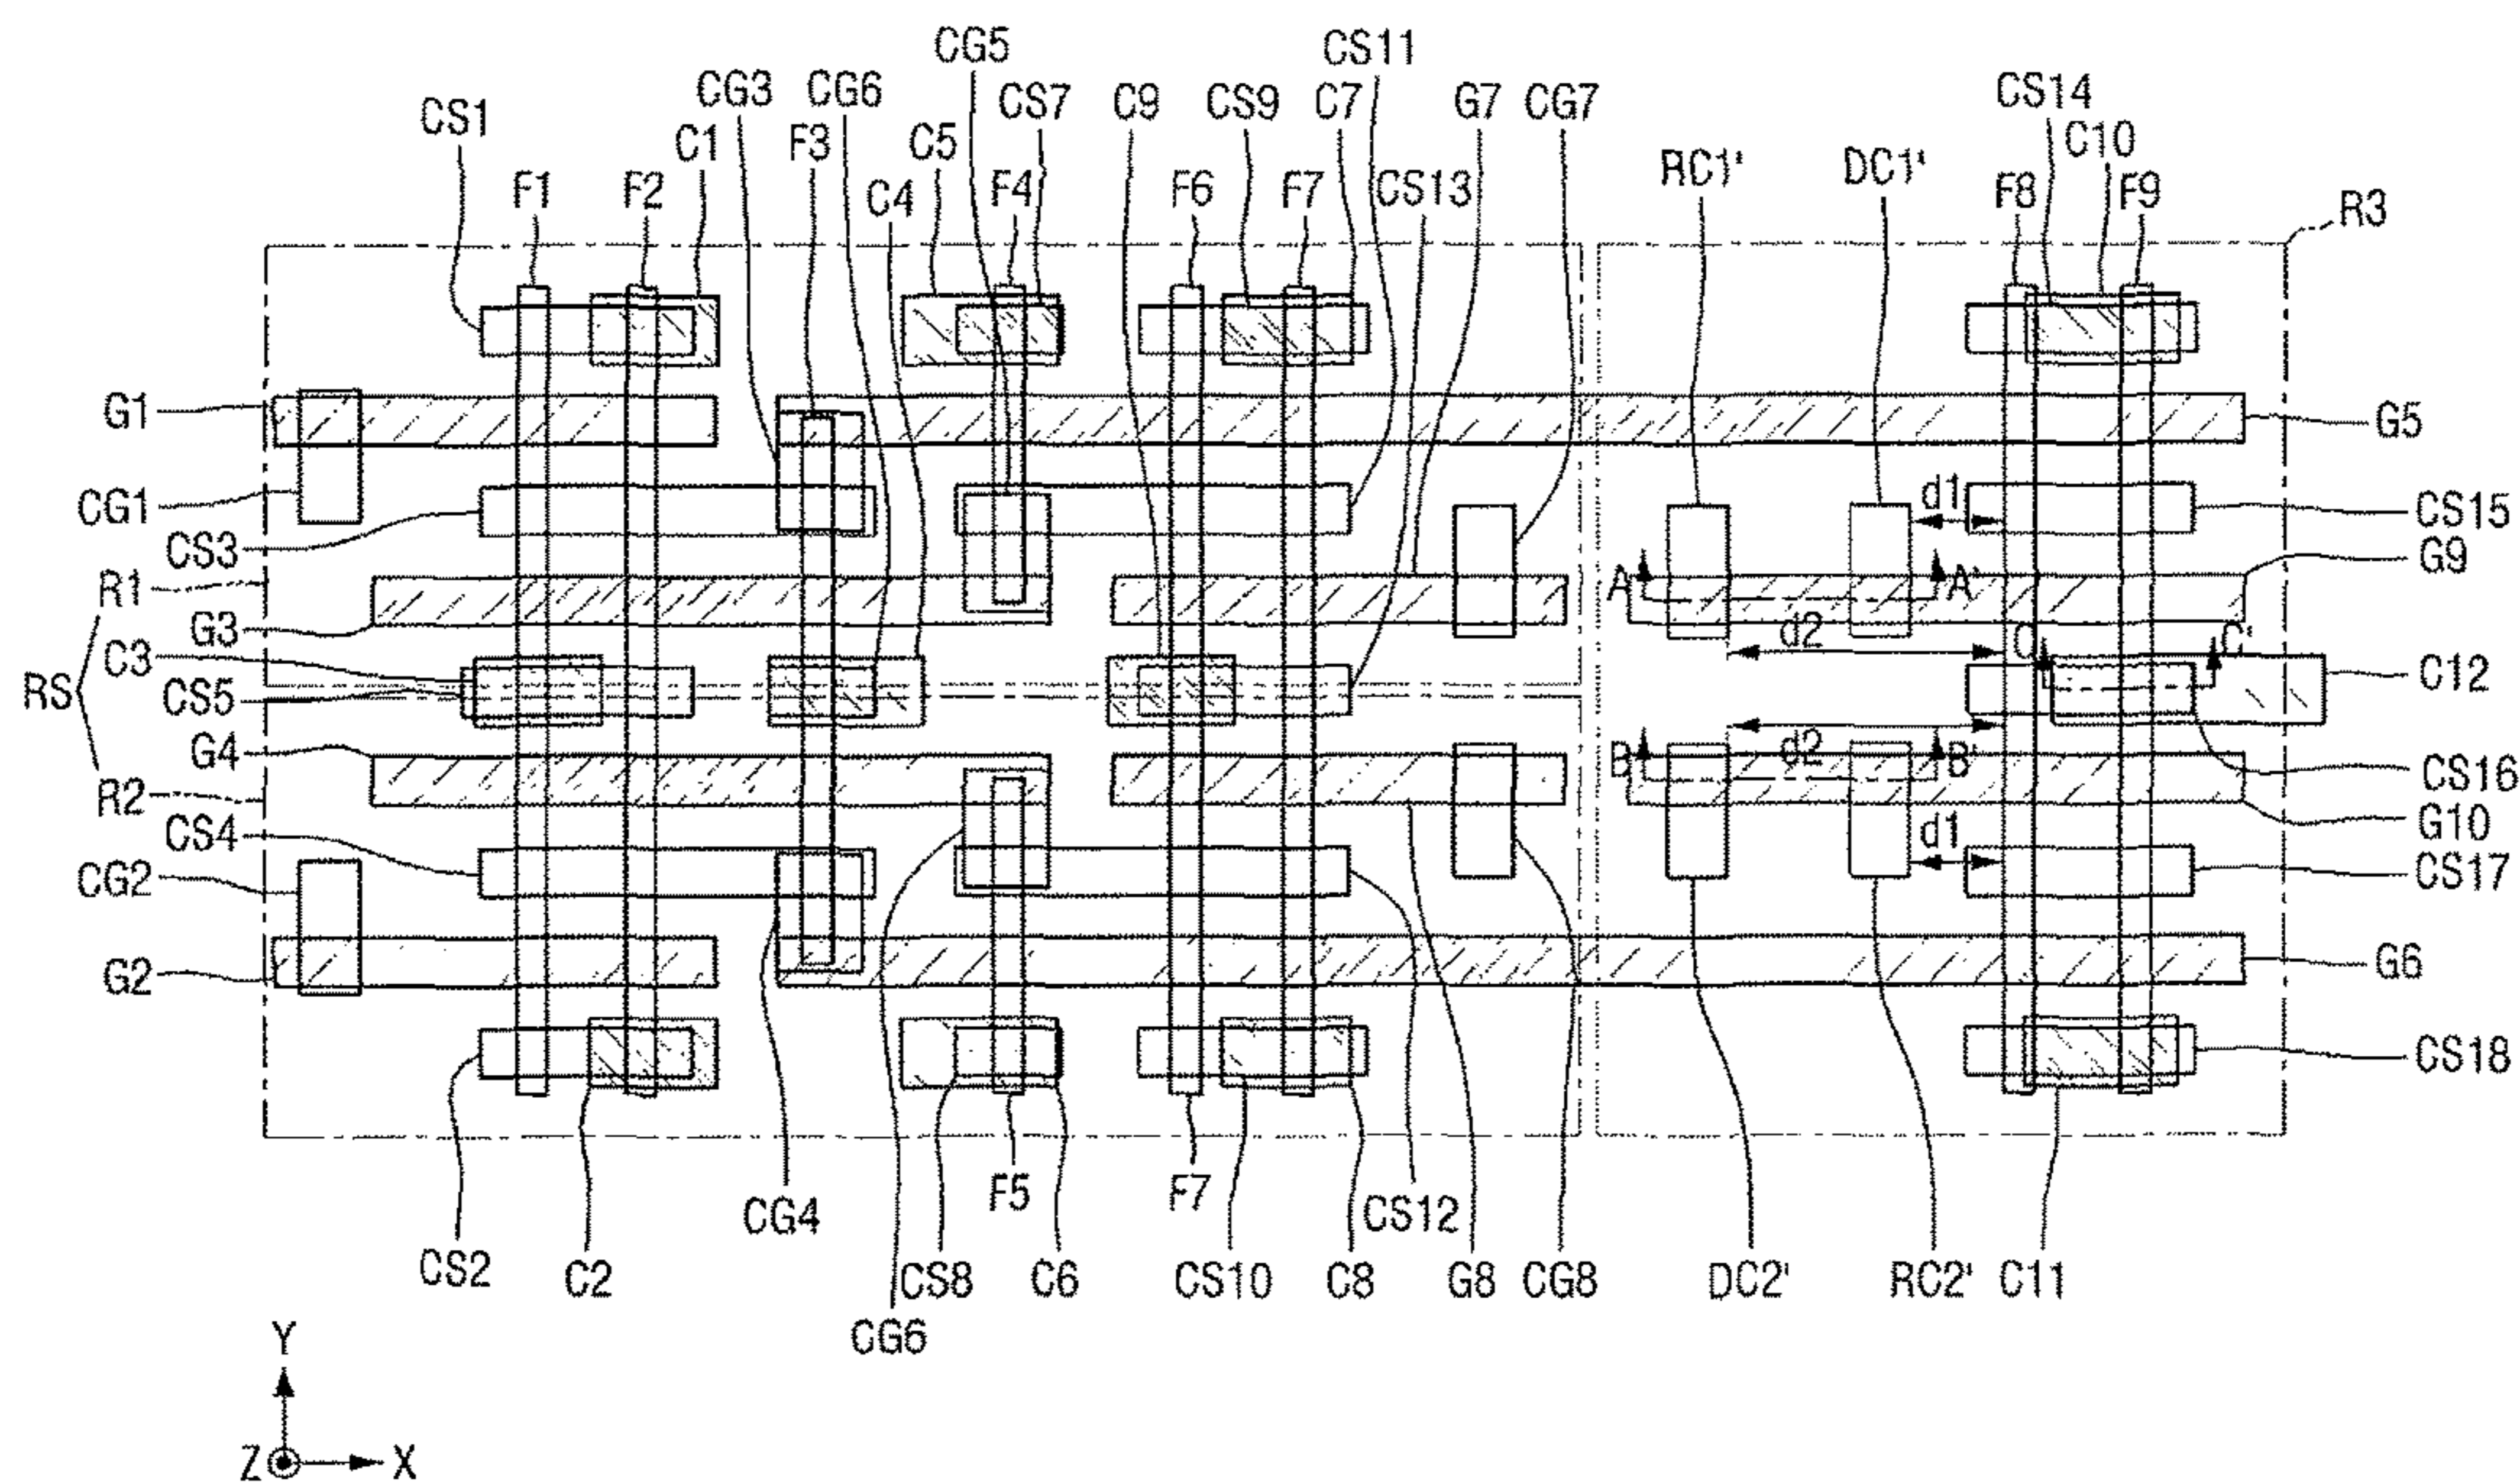 CG5 CS11
CG3 CG6 CS7 C9 CS9 C7 G7 CG7 CS14
CS1 C1 F3 C5 C10
F1 F2 C4 F4 F6 F7 CS13 RC1' DC1' F8 F9 R3
G1 G5
CG1 d1 CS15
CS3 G9
R1 A A'
G3 d2 C C'
C3 C12
RS CS5
G4 d2 CS16
R2 B B'
CS4 d1 G10
CG2 CS17
G2 G6
CS18
F5 F7
CG4 CS12
CS2 C2 CS8 C6 CS10 C8 G8 CG8 DC2' RC2' C11
CG6
Y
Z X